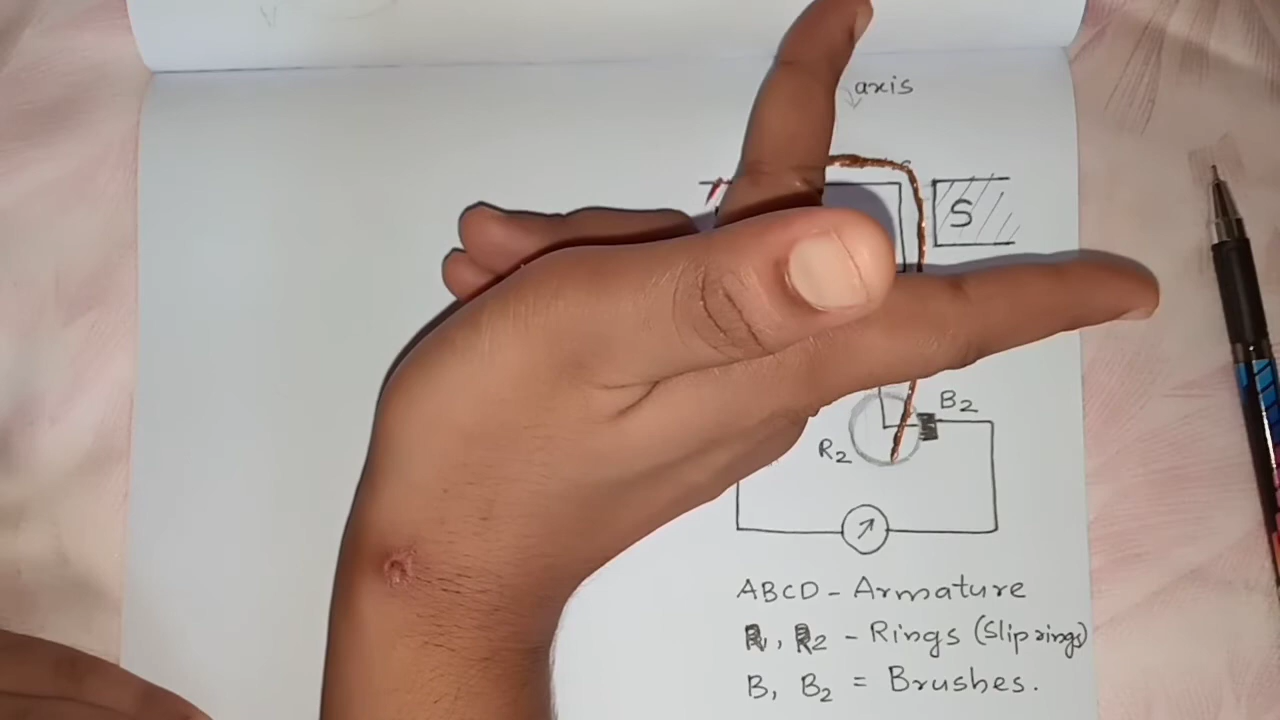 axis
S
B2
R2
ABCD - Armature
R, R2 - Rings (Slip rings)
B, B2 = Brushes.